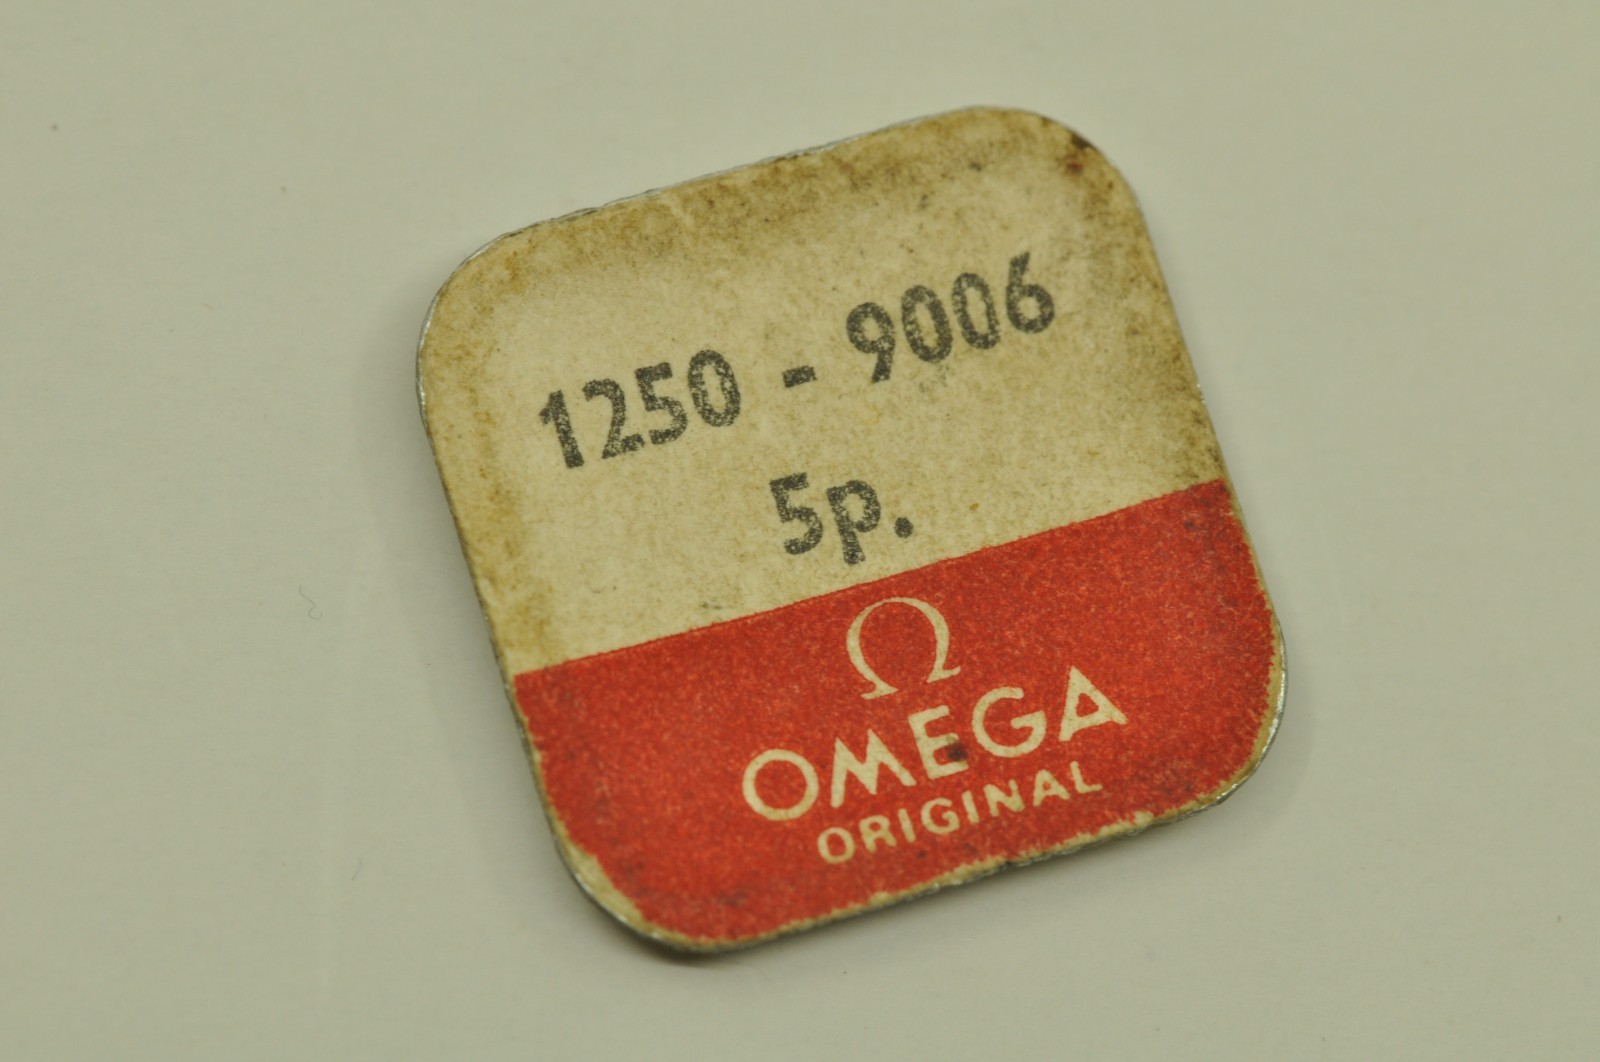 1250 - 9006
5p.
Ω
OMEGA
ORIGINAL